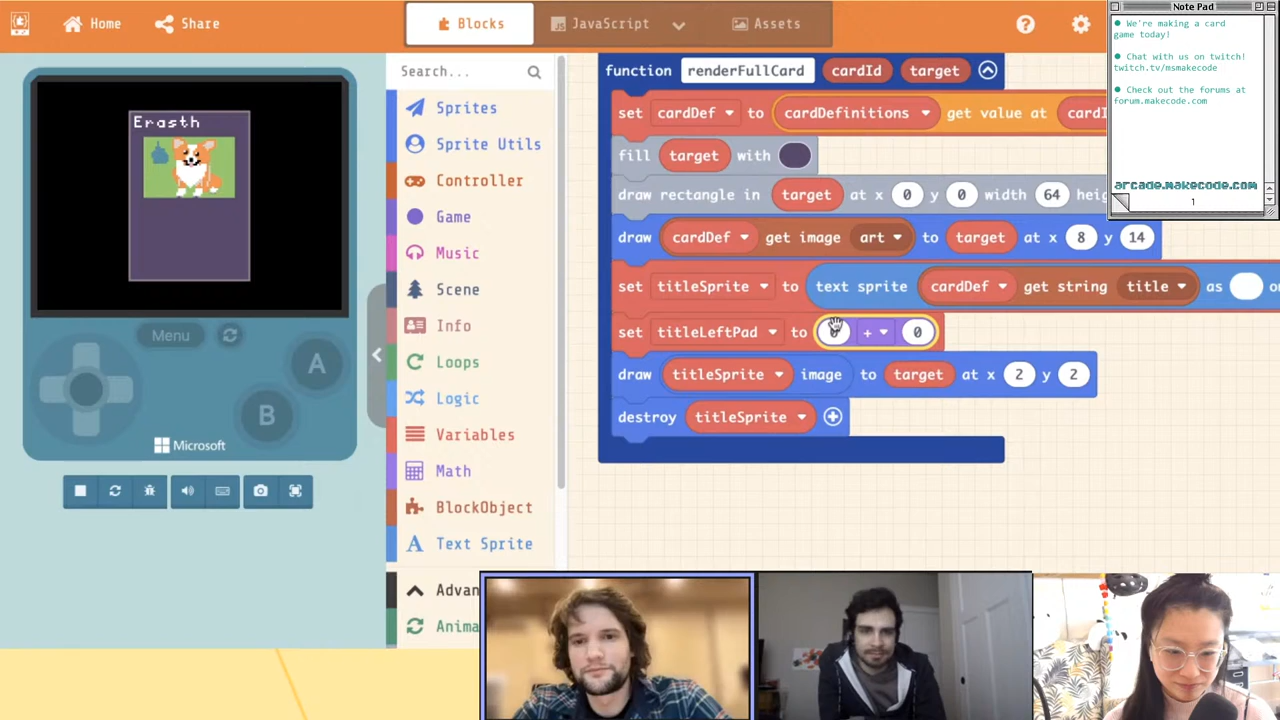 Home
Share
Blocks
JavaScript
Assets
Note Pad
We're making a card
game today!
Chat with us on twitch!
twitch.tv/msmakecode
Check out the forums at
forum.makecode.com
arcade.makecode.com
1
Erasth
Menu
A
B
Microsoft
Search...
Sprites
Sprite Utils
Controller
Game
Music
Scene
Info
Loops
Logic
Variables
Math
BlockObject
Text Sprite
Advan
Anima
function renderFullCard cardId target
set cardDef to cardDefinitions get value at cardI
fill target with
draw rectangle in target at x 0 y 0 width 64 heig
draw cardDef get image art to target at x 8 y 14
set titleSprite to text sprite cardDef get string title as on
set titleLeftPad to 0 + 0
draw titleSprite image to target at x 2 y 2
destroy titleSprite